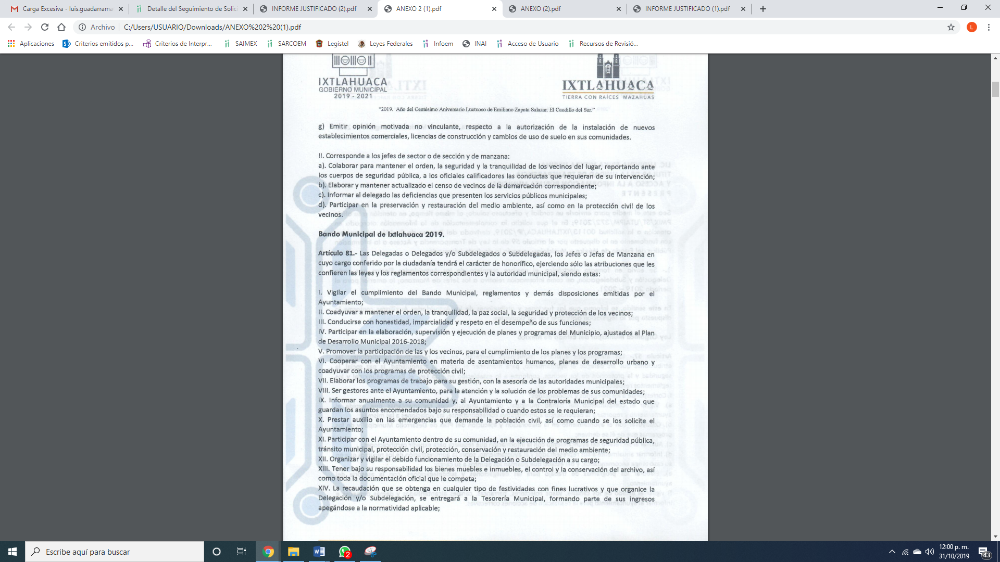 Carga Excesiva - luis.guadarrama
Detalle del Seguimiento de Solici
INFORME JUSTIFICADO (2).pdf
ANEXO 2 (1).pdf
ANEXO (2).pdf
INFORME JUSTIFICADO (1).pdf
Archivo
C:/Users/USUARIO/Downloads/ANEXO%202%20(1).pdf
L
Aplicaciones
Criterios emitidos p...
Criterios de Interpr...
SAIMEX
SARCOEM
Legistel
Leyes Federales
Infoem
INAI
Acceso de Usuario
Recursos de Revisió...
IXTLAHUACA
GOBIERNO MUNICIPAL
2019 - 2021
IXTLAHUACA
TIERRA CON RAÍCES MAZAHUAS
"2019. Año del Centésimo Aniversario Luctuoso de Emiliano Zapata Salazar. El Caudillo del Sur."
g) Emitir opinión motivada no vinculante, respecto a la autorización de la instalación de nuevos
establecimientos comerciales, licencias de construcción y cambios de uso de suelo en sus comunidades.
II. Corresponde a los jefes de sector o de sección y de manzana:
a). Colaborar para mantener el orden, la seguridad y la tranquilidad de los vecinos del lugar, reportando ante
los cuerpos de seguridad pública, a los oficiales calificadores las conductas que requieran de su intervención;
b). Elaborar y mantener actualizado el censo de vecinos de la demarcación correspondiente;
c). Informar al delegado las deficiencias que presenten los servicios públicos municipales;
d). Participar en la preservación y restauración del medio ambiente, así como en la protección civil de los
vecinos.
Bando Municipal de Ixtlahuaca 2019.
Artículo 81.- Las Delegadas o Delegados y/o Subdelegados o Subdelegadas, los Jefes o Jefas de Manzana en
cuyo cargo conferido por la ciudadanía tendrá el carácter de honorífico, ejerciendo sólo las atribuciones que les
confieren las leyes y los reglamentos correspondientes y la autoridad municipal, siendo estas:
I. Vigilar el cumplimiento del Bando Municipal, reglamentos y demás disposiciones emitidas por el
Ayuntamiento;
II. Coadyuvar a mantener el orden, la tranquilidad, la paz social, la seguridad y protección de los vecinos;
III. Conducirse con honestidad, imparcialidad y respeto en el desempeño de sus funciones;
IV. Participar en la elaboración, supervisión y ejecución de planes y programas del Municipio, ajustados al Plan
de Desarrollo Municipal 2016-2018;
V. Promover la participación de las y los vecinos, para el cumplimiento de los planes y los programas;
VI. Cooperar con el Ayuntamiento en materia de asentamientos humanos, planes de desarrollo urbano y
coadyuvar con los programas de protección civil;
VII. Elaborar los programas de trabajo para su gestión, con la asesoría de las autoridades municipales;
VIII. Ser gestores ante el Ayuntamiento, para la atención y la solución de los problemas de sus comunidades;
IX. Informar anualmente a su comunidad y, al Ayuntamiento y a la Contraloría Municipal del estado que
guardan los asuntos encomendados bajo su responsabilidad o cuando estos se le requieran;
X. Prestar auxilio en las emergencias que demande la población civil, así como cuando se los solicite el
Ayuntamiento;
XI. Participar con el Ayuntamiento dentro de su comunidad, en la ejecución de programas de seguridad pública,
tránsito municipal, protección civil, protección, conservación y restauración del medio ambiente;
XII. Organizar y vigilar el debido funcionamiento de la Delegación o Subdelegación a su cargo;
XIII. Tener bajo su responsabilidad los bienes muebles e inmuebles, el control y la conservación del archivo, así
como toda la documentación oficial que le competa;
XIV. La recaudación que se obtenga en cualquier tipo de festividades con fines lucrativos y que organice la
Delegación y/o Subdelegación, se entregará a la Tesorería Municipal, formando parte de sus ingresos
apegándose a la normatividad aplicable;
Escribe aquí para buscar
2
12:00 p. m.
31/10/2019
43